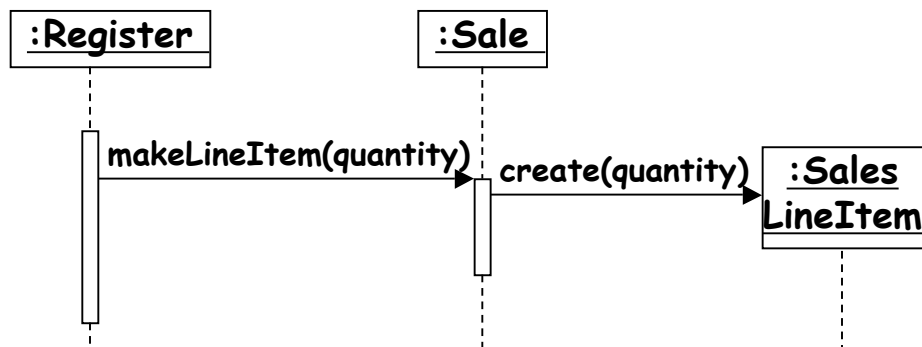 :Register
:Sale
makeLineItem(quantity)
create(quantity)
:Sales
LineItem